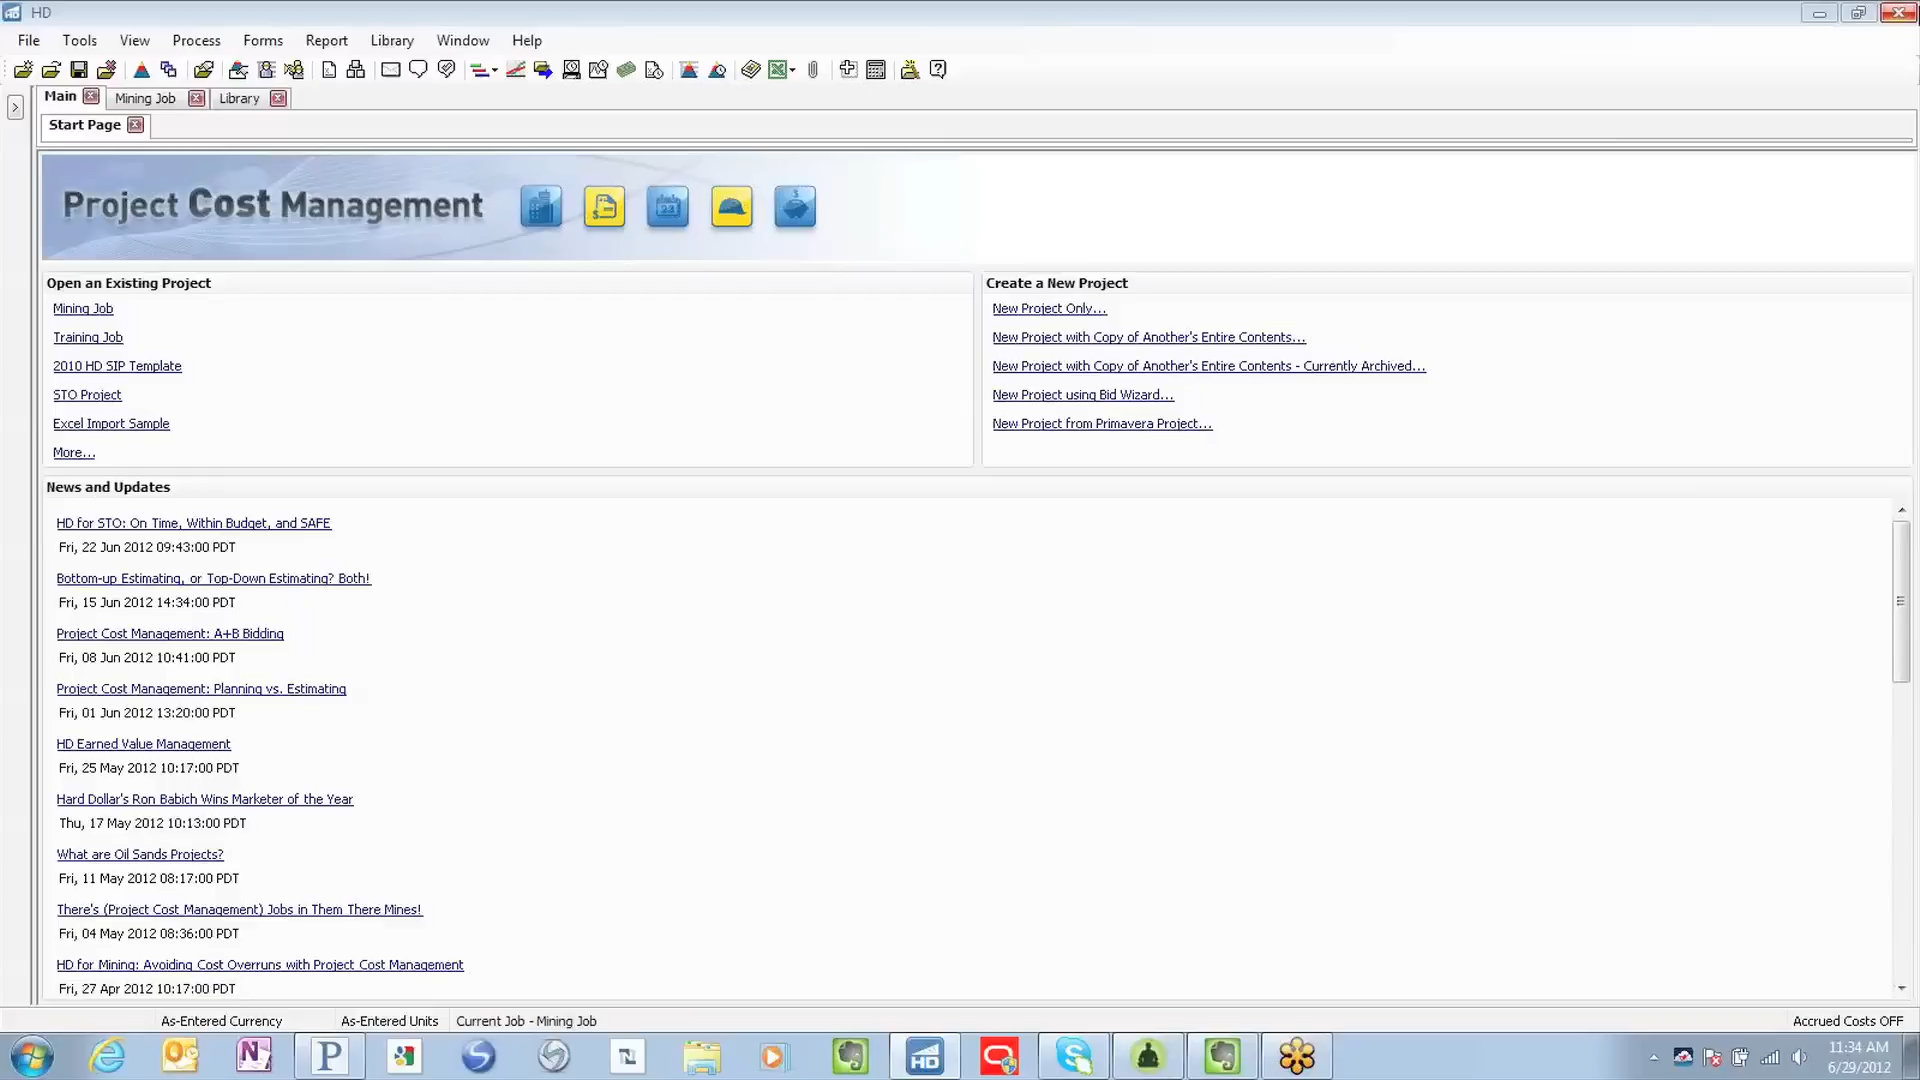 HD
File Tools View Process Forms Report Library Window Help
Main Mining Job Library
Start Page
Project Cost Management
Open an Existing Project
Mining Job
Training Job
2010 HD SIP Template
STO Project
Excel Import Sample
More...
Create a New Project
New Project Only...
New Project with Copy of Another's Entire Contents...
New Project with Copy of Another's Entire Contents - Currently Archived...
New Project using Bid Wizard...
New Project from Primavera Project...
News and Updates
HD for STO: On Time, Within Budget, and SAFE
Fri, 22 Jun 2012 09:43:00 PDT
Bottom-up Estimating, or Top-Down Estimating? Both!
Fri, 15 Jun 2012 14:34:00 PDT
Project Cost Management: A+B Bidding
Fri, 08 Jun 2012 10:41:00 PDT
Project Cost Management: Planning vs. Estimating
Fri, 01 Jun 2012 13:20:00 PDT
HD Earned Value Management
Fri, 25 May 2012 10:17:00 PDT
Hard Dollar's Ron Babich Wins Marketer of the Year
Thu, 17 May 2012 10:13:00 PDT
What are Oil Sands Projects?
Fri, 11 May 2012 08:17:00 PDT
There's (Project Cost Management) Jobs in Them There Mines!
Fri, 04 May 2012 08:36:00 PDT
HD for Mining: Avoiding Cost Overruns with Project Cost Management
Fri, 27 Apr 2012 10:17:00 PDT
As-Entered Currency As-Entered Units Current Job - Mining Job Accrued Costs OFF
HD
11:34 AM
6/29/2012